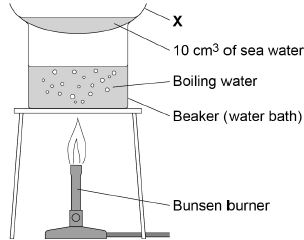 X
10 cm³ of sea water
Boiling water
Beaker (water bath)
Bunsen burner